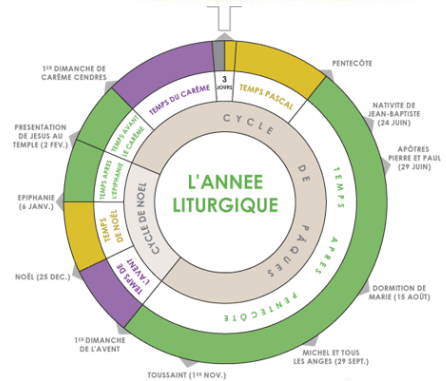 PENTECÔTE
1ER DIMANCHE DE
CARÊME CENDRES
3
JOURS
TEMPS DU CARÊME
TEMPS PASCAL
NATIVITE DE
JEAN-BAPTISTE
(24 JUIN)
PRESENTATION
DE JESUS AU
TEMPLE (2 FEV.)
TEMPS AVANT
LE CARÊME
CYCLE DE PÂQUES
APÔTRES
PIERRE ET PAUL
(29 JUIN)
TEMPS APRES
L'EPIPHANIE
L'ANNEE
LITURGIQUE
TEMPS APRES PENTECÔTE
EPIPHANIE
(6 JANV.)
TEMPS
DE NOËL
CYCLE DE NOEL
NOËL (25 DEC.)
TEMPS DE
L'AVENT
DORMITION DE
MARIE (15 AOÛT)
1ER DIMANCHE
DE L'AVENT
MICHEL ET TOUS
LES ANGES (29 SEPT.)
TOUSSAINT (1ER NOV.)